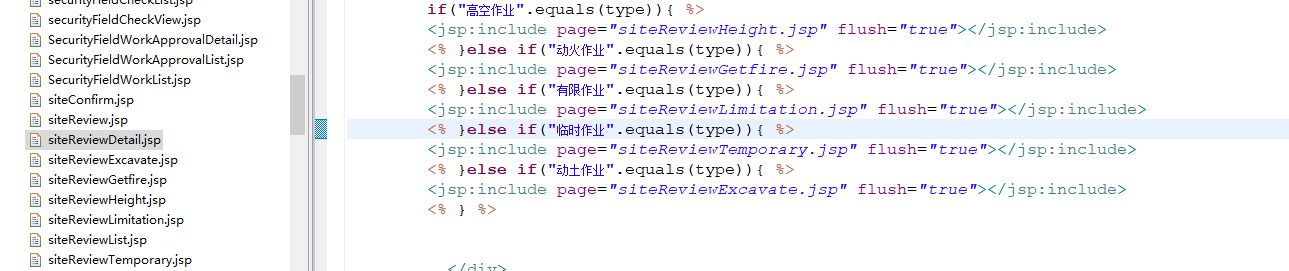 securityFieldCheckList.jsp
securityFieldCheckView.jsp
SecurityFieldWorkApprovalDetail.jsp
SecurityFieldWorkApprovalList.jsp
SecurityFieldWorkList.jsp
siteConfirm.jsp
siteReview.jsp
siteReviewDetail.jsp
siteReviewExcavate.jsp
siteReviewGetfire.jsp
siteReviewHeight.jsp
siteReviewLimitation.jsp
siteReviewList.jsp
siteReviewTemporary.jsp
if("高空作业".equals(type)){ %>
<jsp:include page="siteReviewHeight.jsp" flush="true"></jsp:include>
<% }else if("动火作业".equals(type)){ %>
<jsp:include page="siteReviewGetfire.jsp" flush="true"></jsp:include>
<% }else if("有限作业".equals(type)){ %>
<jsp:include page="siteReviewLimitation.jsp" flush="true"></jsp:include>
<% }else if("临时作业".equals(type)){ %>
<jsp:include page="siteReviewTemporary.jsp" flush="true"></jsp:include>
<% }else if("动土作业".equals(type)){ %>
<jsp:include page="siteReviewExcavate.jsp" flush="true"></jsp:include>
<% } %>
</div>